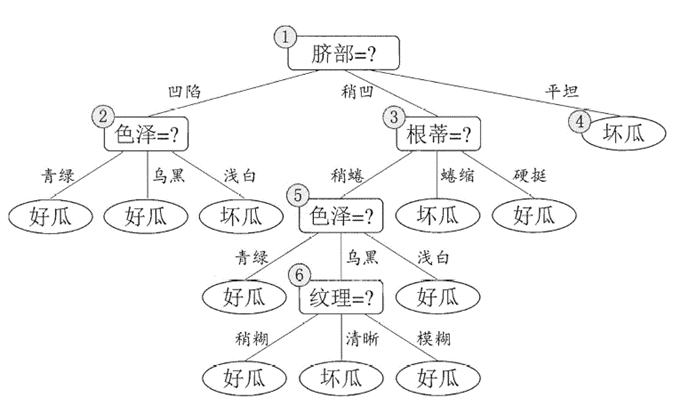 ①
脐部=?
凹陷 稍凹 平坦
② ③ ④
色泽=? 根蒂=? 坏瓜
青绿 乌黑 浅白 稍蜷 蜷缩 硬挺
⑤
好瓜 好瓜 坏瓜 色泽=? 坏瓜 好瓜
青绿 乌黑 浅白
⑥
好瓜 纹理=? 好瓜
稍糊 清晰 模糊
好瓜 坏瓜 好瓜